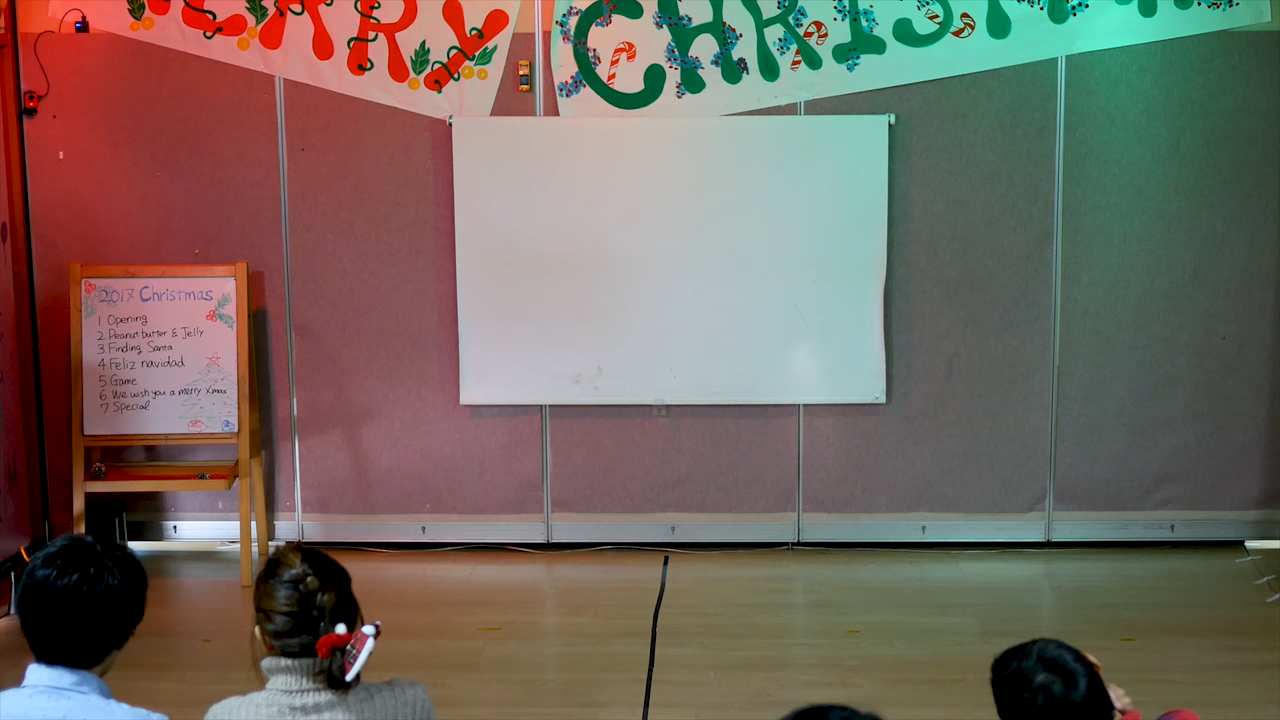 MERRY CHRISTMA
2017 Christmas
1 Opening
2 Peanut butter & Jelly
3 Finding Santa
4 Feliz navidad
5 Game
6 We wish you a merry Xmas
7 Special